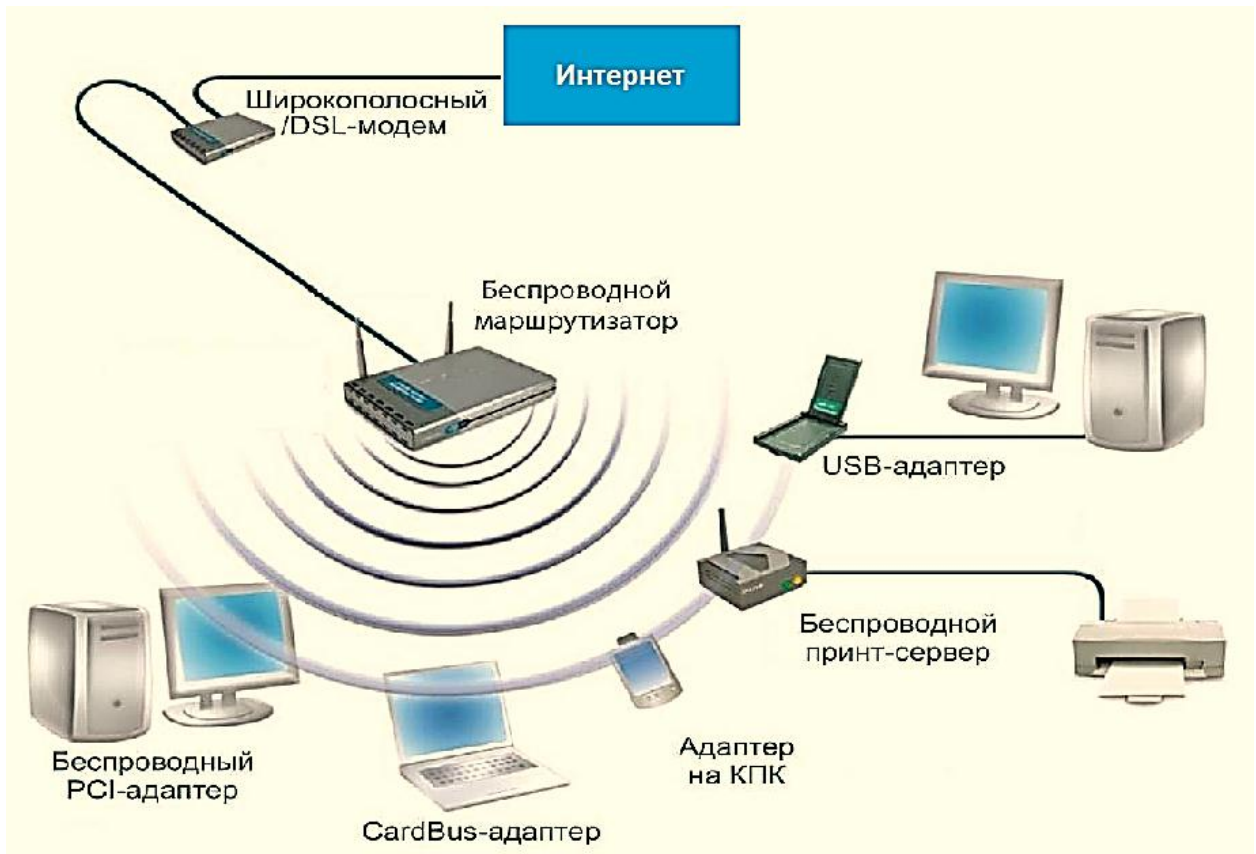 Интернет
Широкополосный
/DSL-модем
Беспроводной
маршрутизатор
USB-адаптер
Беспроводной
принт-сервер
Адаптер
на КПК
Беспроводный
PCI-адаптер
CardBus-адаптер